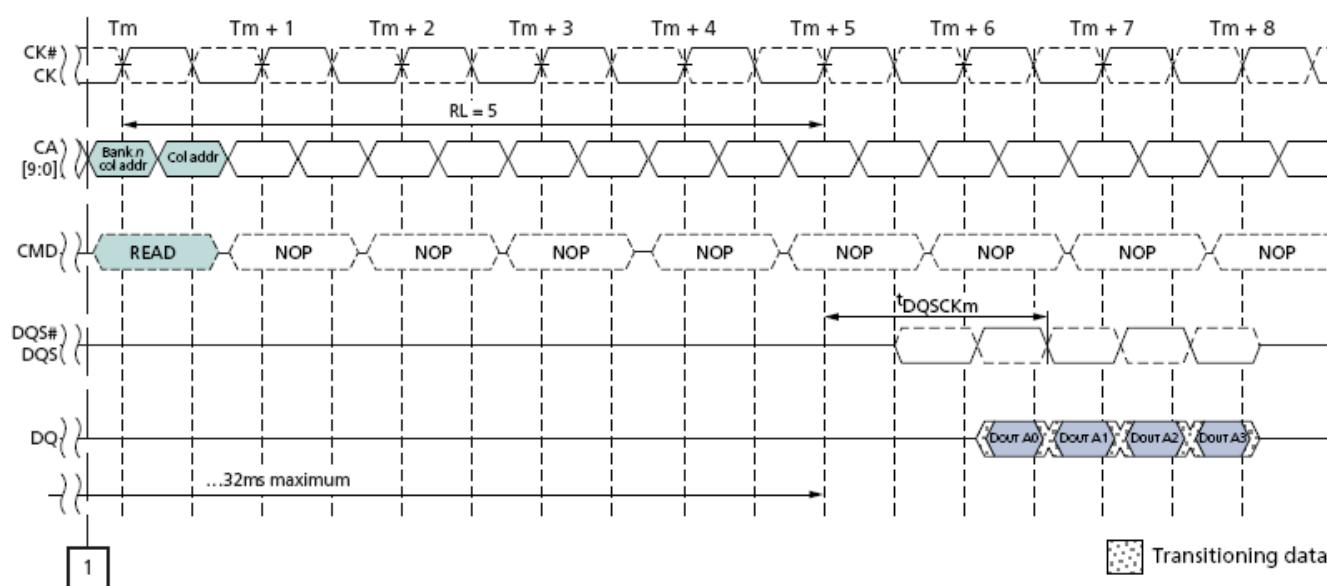 Tm Tm + 1 Tm + 2 Tm + 3 Tm + 4 Tm + 5 Tm + 6 Tm + 7 Tm + 8
CK#
CK
RL = 5
CA
[9:0]
Bank n
col addr
Col addr
CMD READ NOP NOP NOP NOP NOP NOP NOP NOP
tDQSCKm
DQS#
DQS
DQ DOUT A0 DOUT A1 DOUT A2 DOUT A3
...32ms maximum
1
Transitioning data